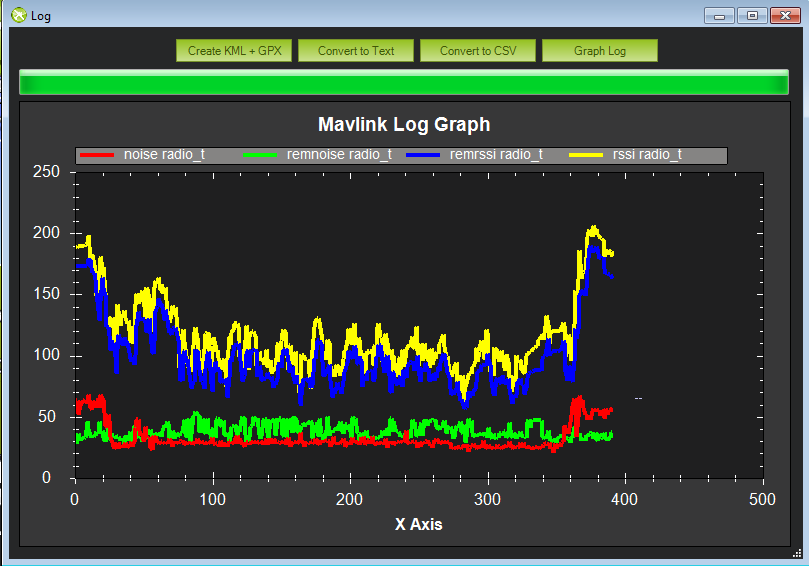 Log
Create KML + GPX Convert to Text Convert to CSV Graph Log
Mavlink Log Graph
noise radio_t remnoise radio_t remrssi radio_t rssi radio_t
250
200
150
100
50
0
0 100 200 300 400 500
X Axis